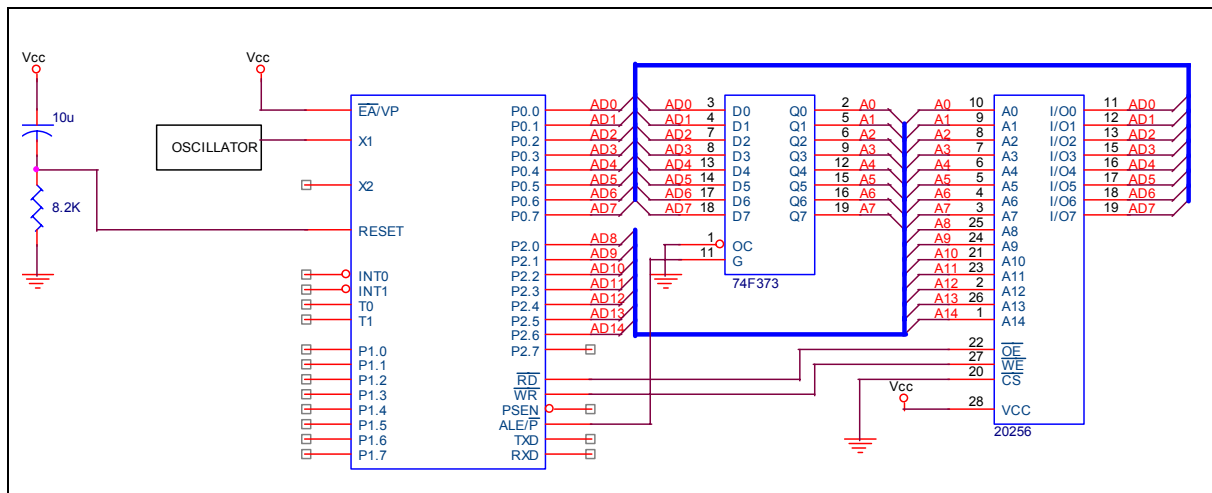 Vcc
10u
8.2K
Vcc
OSCILLATOR
EA/VP
X1
X2
RESET
INT0
INT1
T0
T1
P1.0
P1.1
P1.2
P1.3
P1.4
P1.5
P1.6
P1.7
P0.0
P0.1
P0.2
P0.3
P0.4
P0.5
P0.6
P0.7
P2.0
P2.1
P2.2
P2.3
P2.4
P2.5
P2.6
P2.7
RD
WR
PSEN
ALE/P
TXD
RXD
AD0
AD1
AD2
AD3
AD4
AD5
AD6
AD7
AD8
AD9
AD10
AD11
AD12
AD13
AD14
AD0 3 D0 Q0 2 A0
AD1 4 D1 Q1 5 A1
AD2 7 D2 Q2 6 A2
AD3 8 D3 Q3 9 A3
AD4 13 D4 Q4 12 A4
AD5 14 D5 Q5 15 A5
AD6 17 D6 Q6 16 A6
AD7 18 D7 Q7 19 A7
1 OC
11 G
74F373
A0 10 A0 I/O0 11 AD0
A1 9 A1 I/O1 12 AD1
A2 8 A2 I/O2 13 AD2
A3 7 A3 I/O3 15 AD3
A4 6 A4 I/O4 16 AD4
A5 5 A5 I/O5 17 AD5
A6 4 A6 I/O6 18 AD6
A7 3 A7 I/O7 19 AD7
A8 25 A8
A9 24 A9
A10 21 A10
A11 23 A11
A12 2 A12
A13 26 A13
A14 1 A14
22 OE
27 WE
20 CS
Vcc
28 VCC
20256